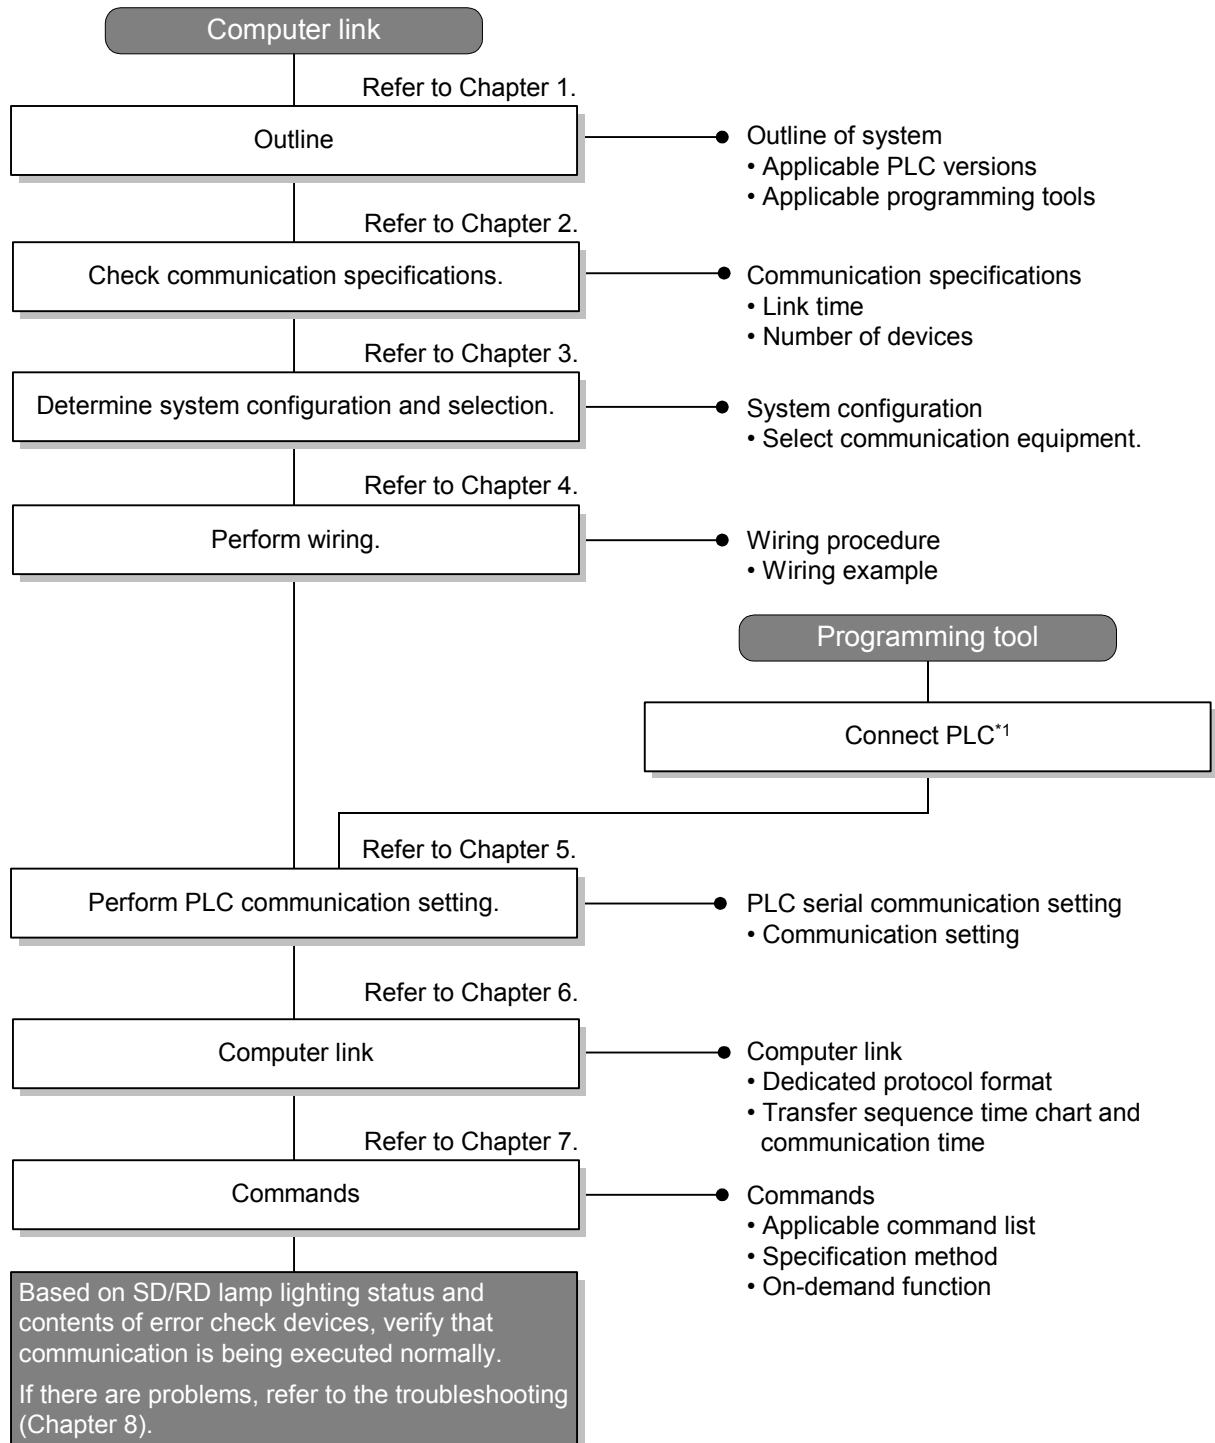 Computer link
Refer to Chapter 1.
Outline
Outline of system
• Applicable PLC versions
• Applicable programming tools
Refer to Chapter 2.
Check communication specifications.
Communication specifications
• Link time
• Number of devices
Refer to Chapter 3.
Determine system configuration and selection.
System configuration
• Select communication equipment.
Refer to Chapter 4.
Perform wiring.
Wiring procedure
• Wiring example
Programming tool
Connect PLC*1
Refer to Chapter 5.
Perform PLC communication setting.
PLC serial communication setting
• Communication setting
Refer to Chapter 6.
Computer link
Computer link
• Dedicated protocol format
• Transfer sequence time chart and
communication time
Refer to Chapter 7.
Commands
Commands
• Applicable command list
• Specification method
• On-demand function
Based on SD/RD lamp lighting status and
contents of error check devices, verify that
communication is being executed normally.
If there are problems, refer to the troubleshooting
(Chapter 8).